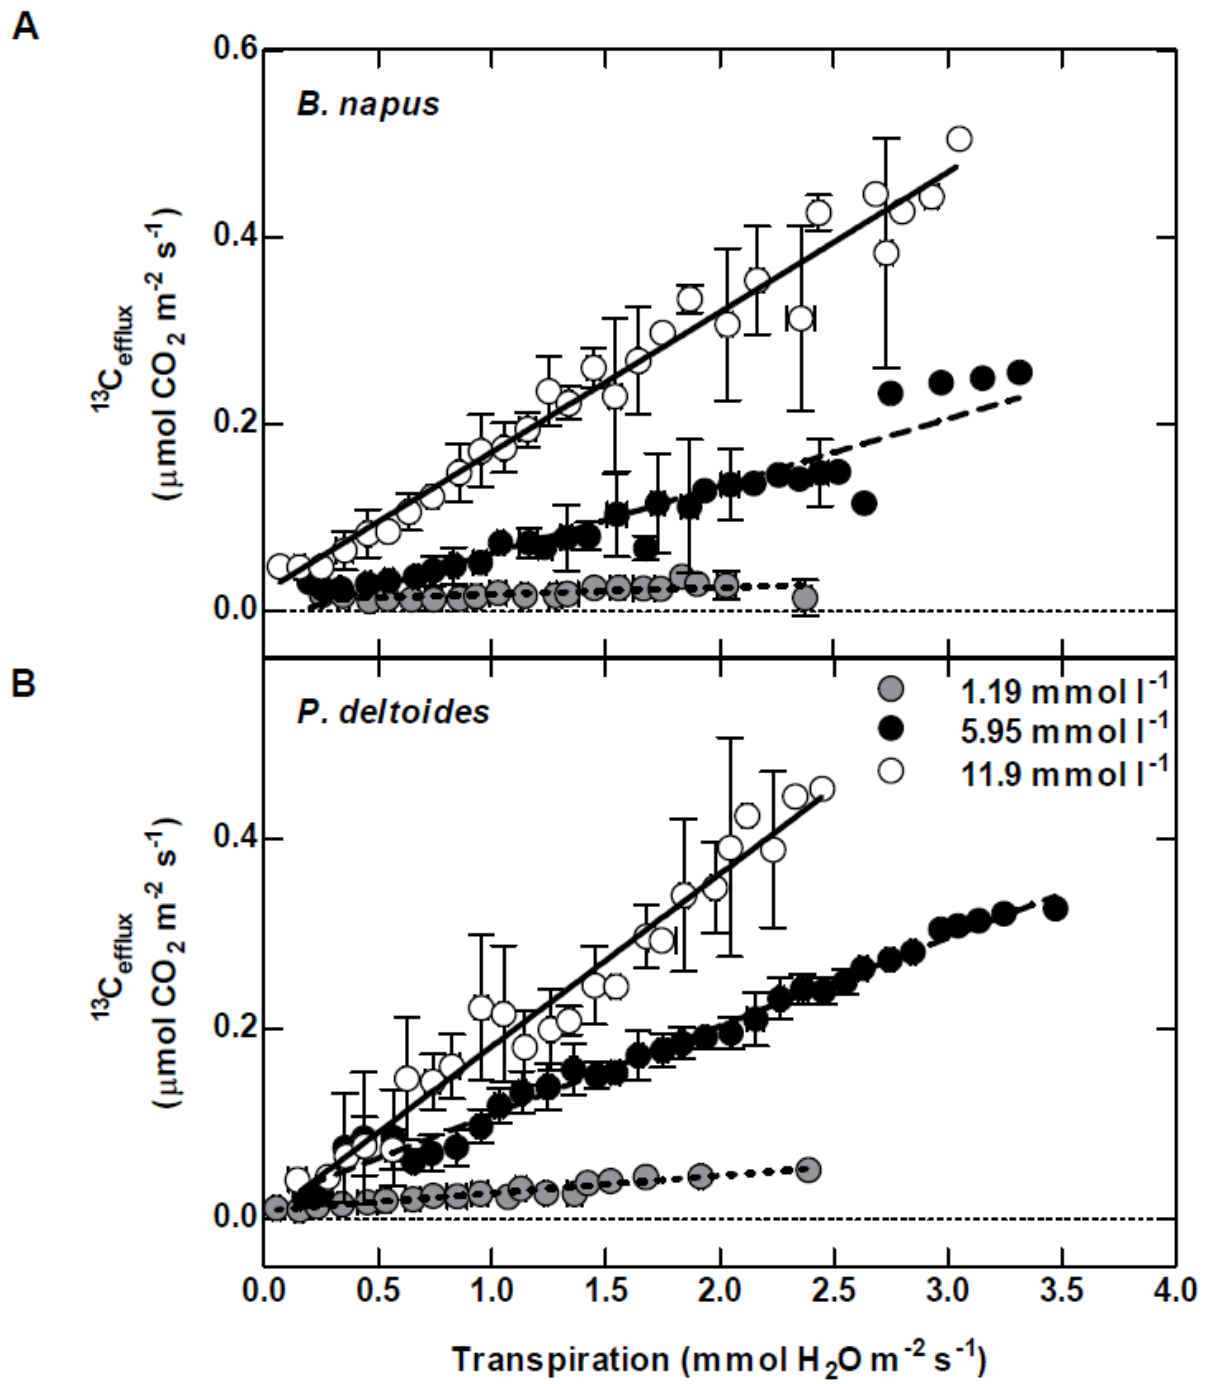 A
0.6
B. napus
0.4
0.2
0.0
¹³C_efflux
(μmol CO₂ m⁻² s⁻¹)
B
P. deltoides
1.19 mmol l⁻¹
5.95 mmol l⁻¹
11.9 mmol l⁻¹
0.4
0.2
0.0
¹³C_efflux
(μmol CO₂ m⁻² s⁻¹)
0.0 0.5 1.0 1.5 2.0 2.5 3.0 3.5 4.0
Transpiration (mmol H₂O m⁻² s⁻¹)